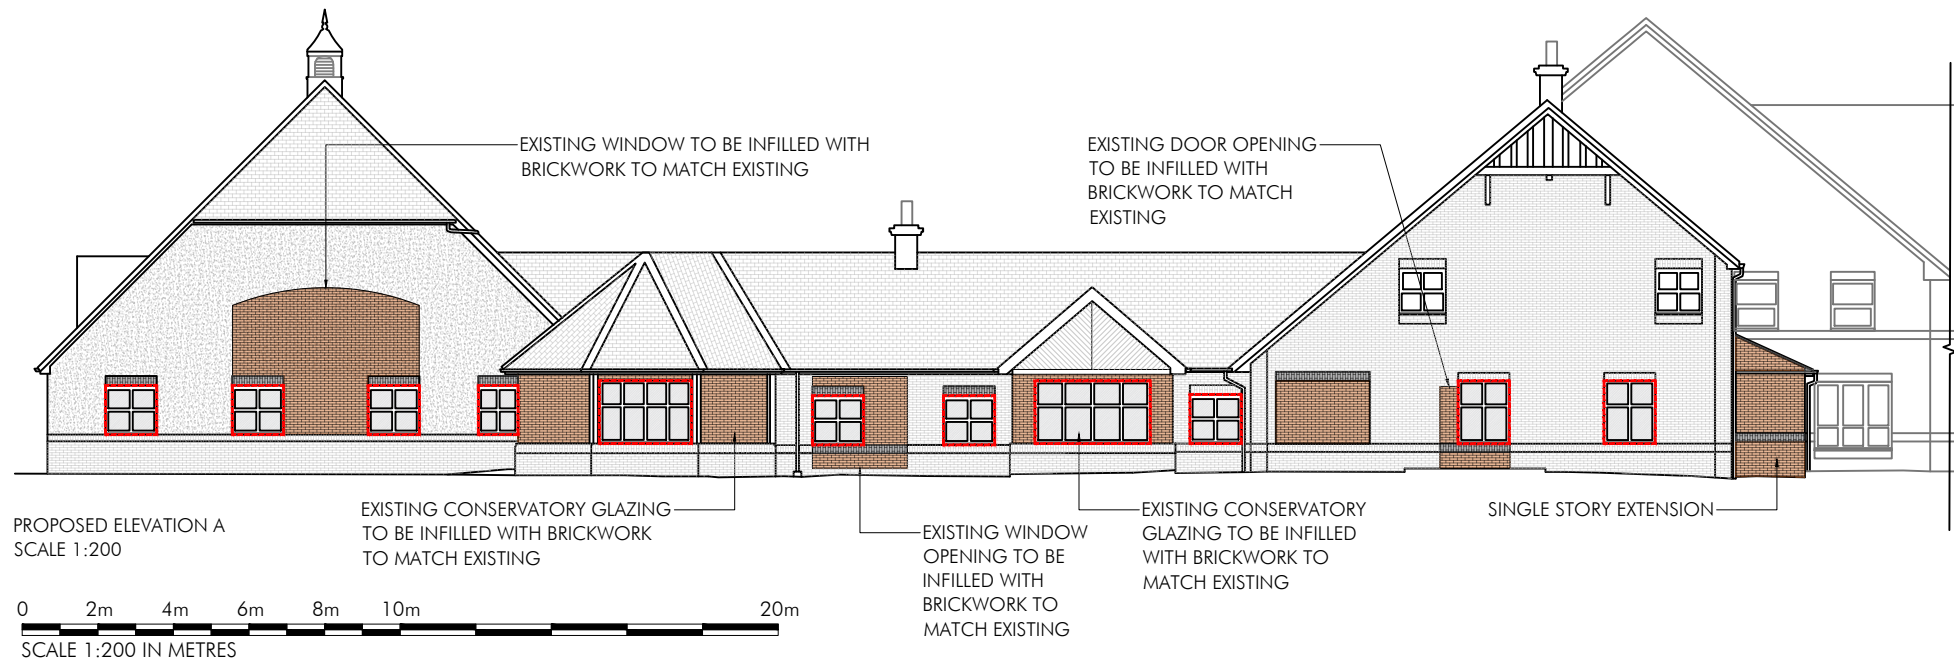 EXISTING WINDOW TO BE INFILLED WITH
BRICKWORK TO MATCH EXISTING
EXISTING DOOR OPENING
TO BE INFILLED WITH
BRICKWORK TO MATCH
EXISTING
PROPOSED ELEVATION A
SCALE 1:200
EXISTING CONSERVATORY GLAZING
TO BE INFILLED WITH BRICKWORK
TO MATCH EXISTING
EXISTING WINDOW
OPENING TO BE
INFILLED WITH
BRICKWORK TO
MATCH EXISTING
EXISTING CONSERVATORY
GLAZING TO BE INFILLED
WITH BRICKWORK TO
MATCH EXISTING
SINGLE STORY EXTENSION
0 2m 4m 6m 8m 10m 20m
SCALE 1:200 IN METRES